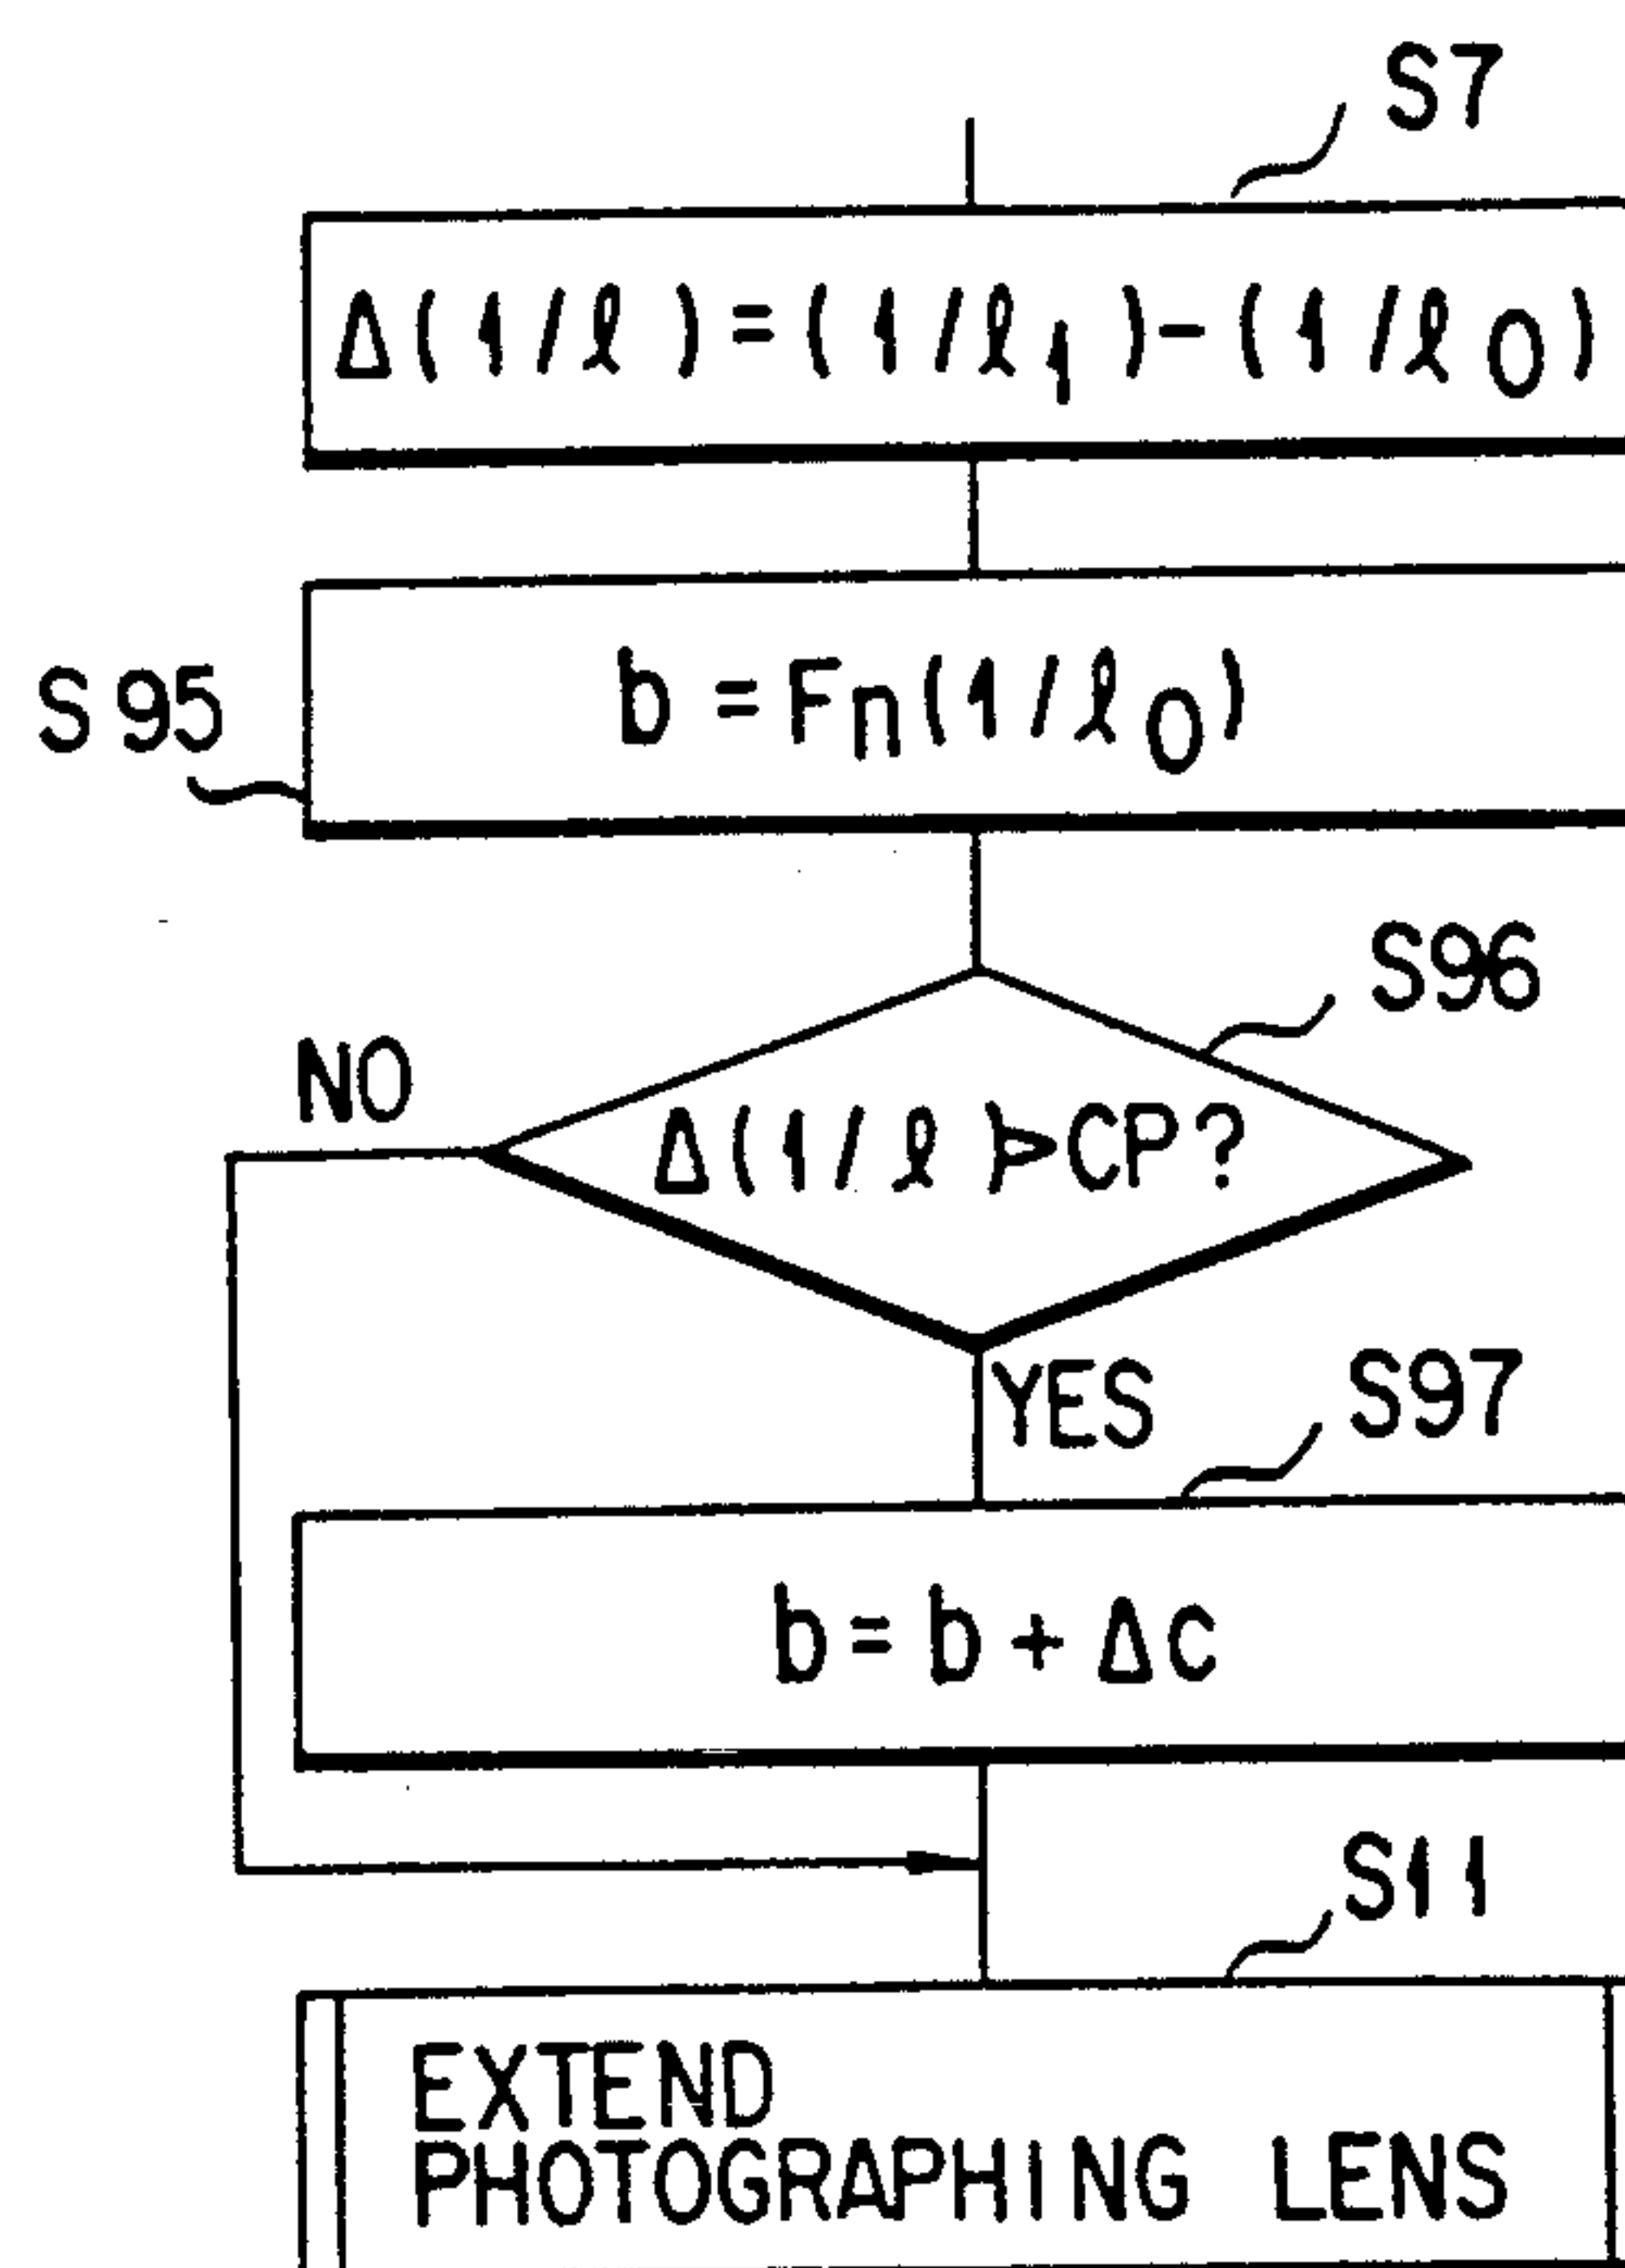 S7
Δ(1/ℓ)=(1/ℓ₁)-(1/ℓ₀)
S95
b=Fn(1/ℓ₀)
S96
NO
Δ(1/ℓ)>CP?
YES
S97
b=b+Δc
S11
EXTEND
PHOTOGRAPHING LENS